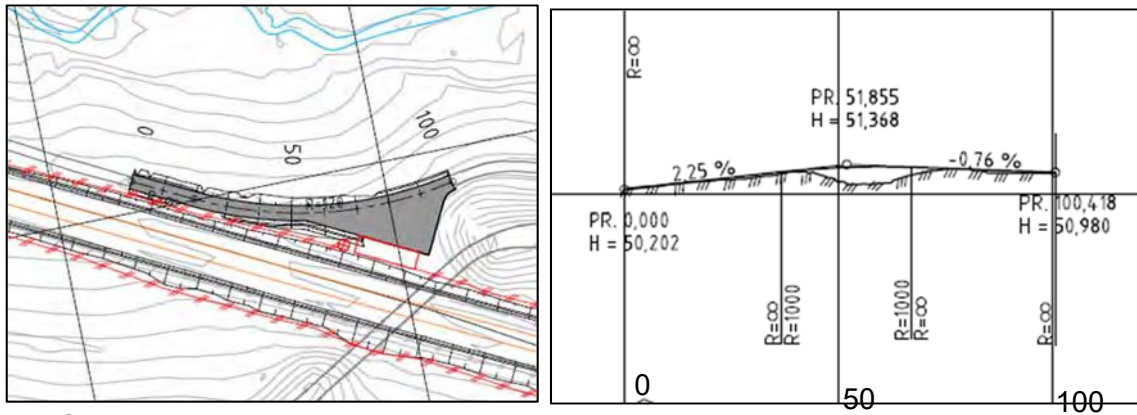 0
50
100
R=∞
PR. 51,855
H = 51,368
2,25 %
-0,76 %
PR. 0,000
H = 50,202
PR. 100,418
H = 50,980
R=∞
R=1000
R=1000
R=∞
R=∞
0
50
100